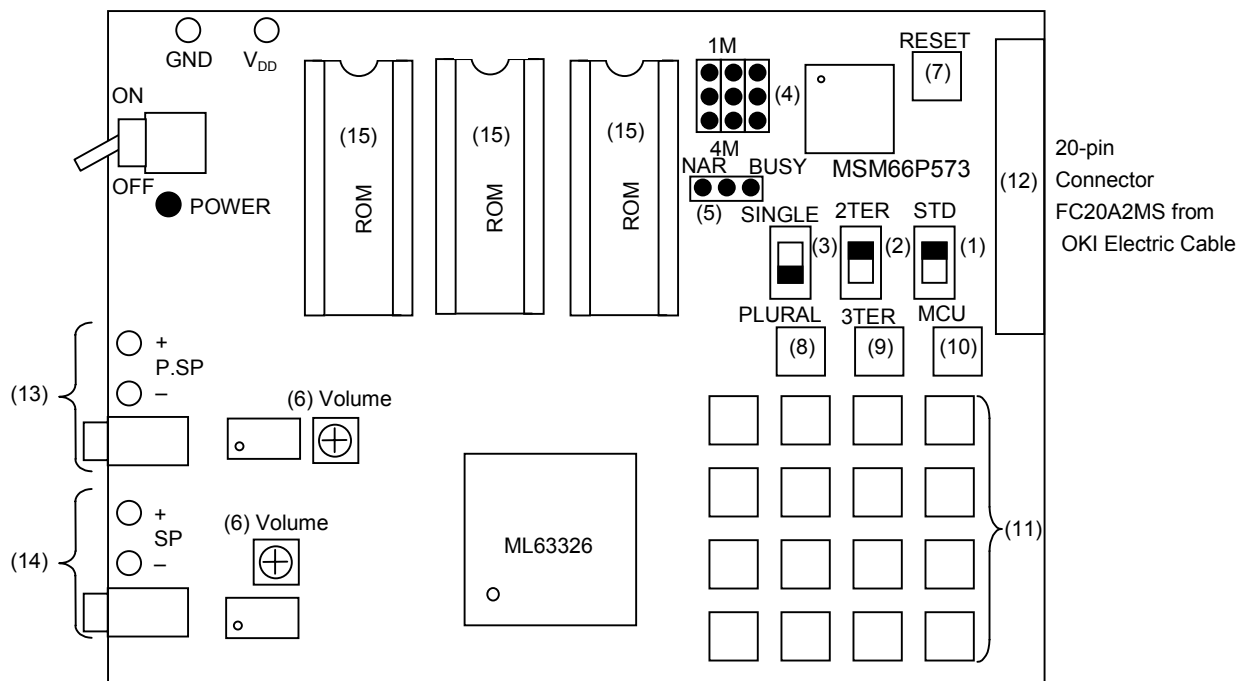 GND
VDD
ON
OFF
POWER
(15)
ROM
(15)
ROM
(15)
ROM
1M
(4)
4M
NAR
BUSY
(5)
MSM66P573
RESET
(7)
(12)
20-pin
Connector
FC20A2MS from
OKI Electric Cable
SINGLE
(3)
PLURAL
2TER
(2)
3TER
STD
(1)
MCU
(8)
(9)
(10)
(11)
(13)
+
P.SP
–
(6) Volume
(14)
+
SP
–
(6) Volume
ML63326